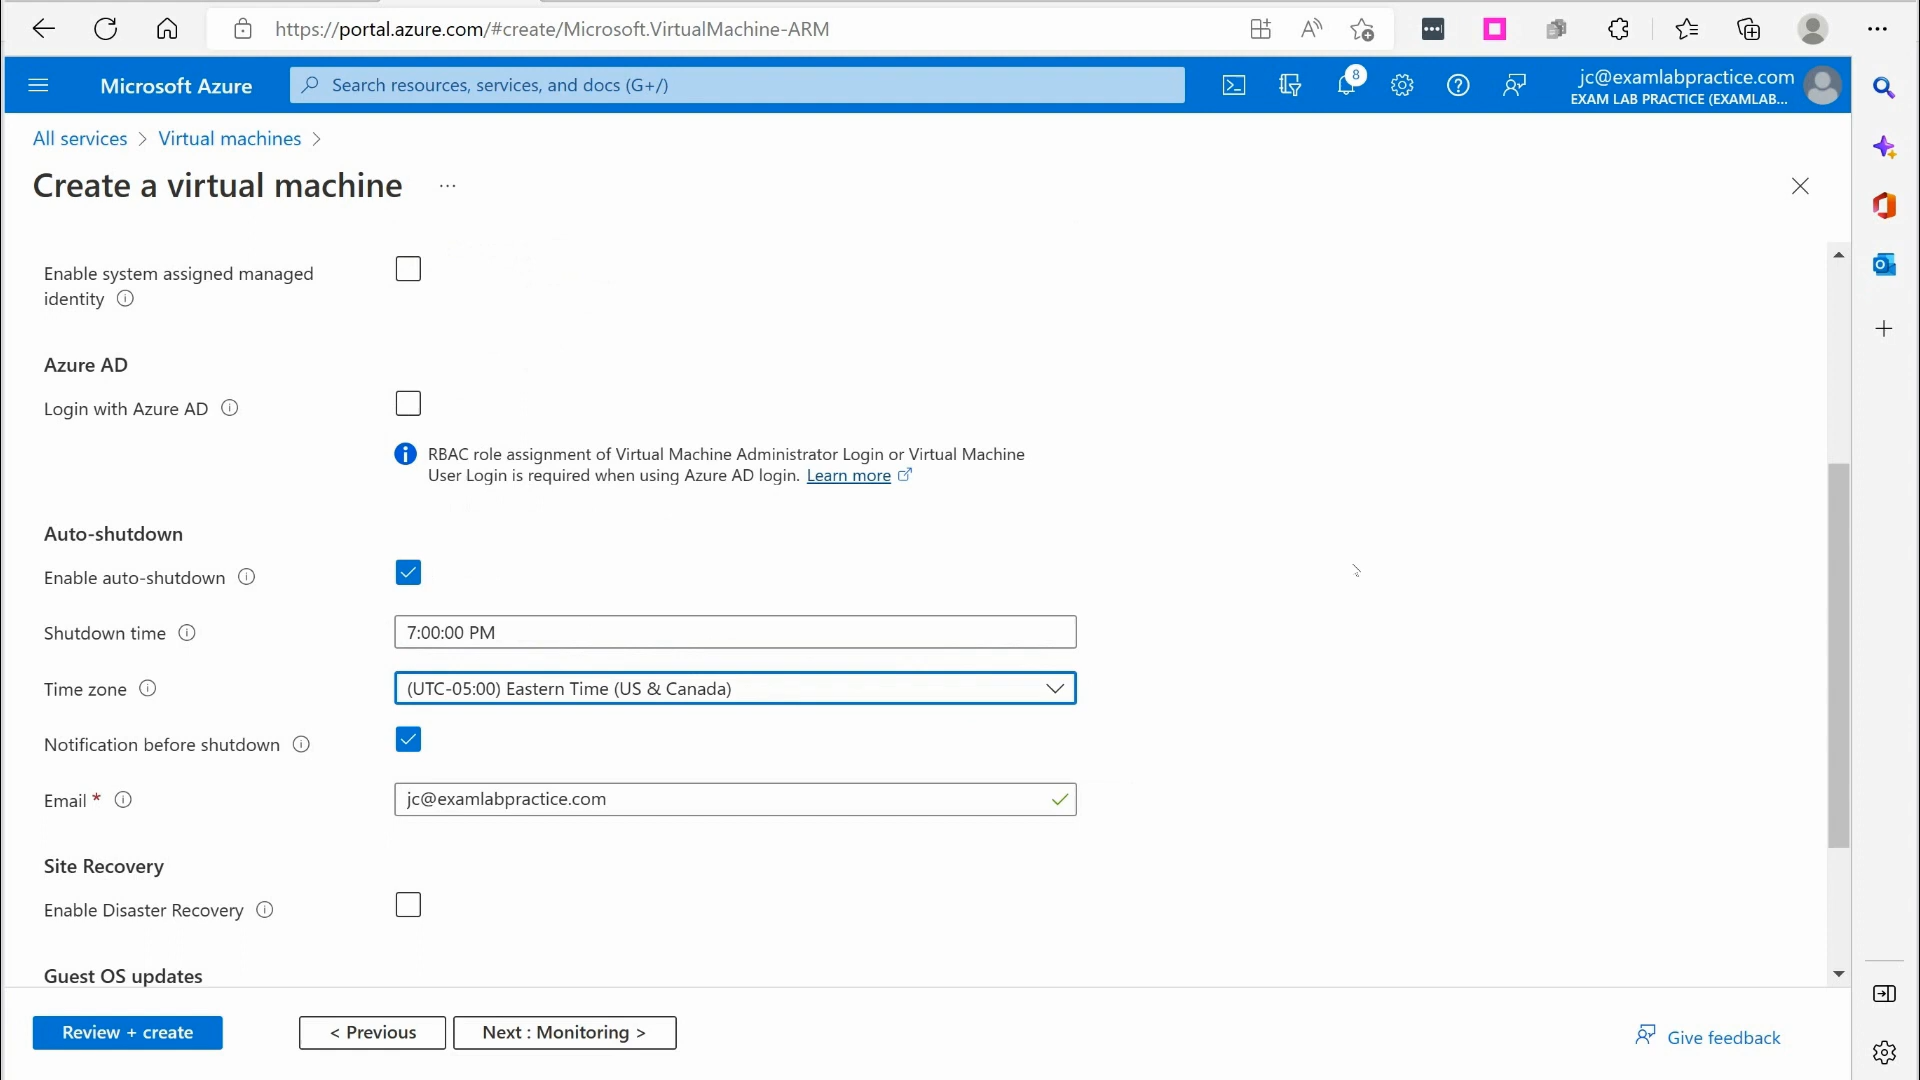 https://portal.azure.com/#create/Microsoft.VirtualMachine-ARM
Microsoft Azure
Search resources, services, and docs (G+/)
8
jc@examlabpractice.com
EXAM LAB PRACTICE (EXAMLAB...
All services > Virtual machines >
Create a virtual machine ...
Enable system assigned managed
identity
Azure AD
Login with Azure AD
RBAC role assignment of Virtual Machine Administrator Login or Virtual Machine
User Login is required when using Azure AD login. Learn more
Auto-shutdown
Enable auto-shutdown
Shutdown time
7:00:00 PM
Time zone
(UTC-05:00) Eastern Time (US & Canada)
Notification before shutdown
Email *
jc@examlabpractice.com
Site Recovery
Enable Disaster Recovery
Guest OS updates
Review + create
< Previous
Next : Monitoring >
Give feedback